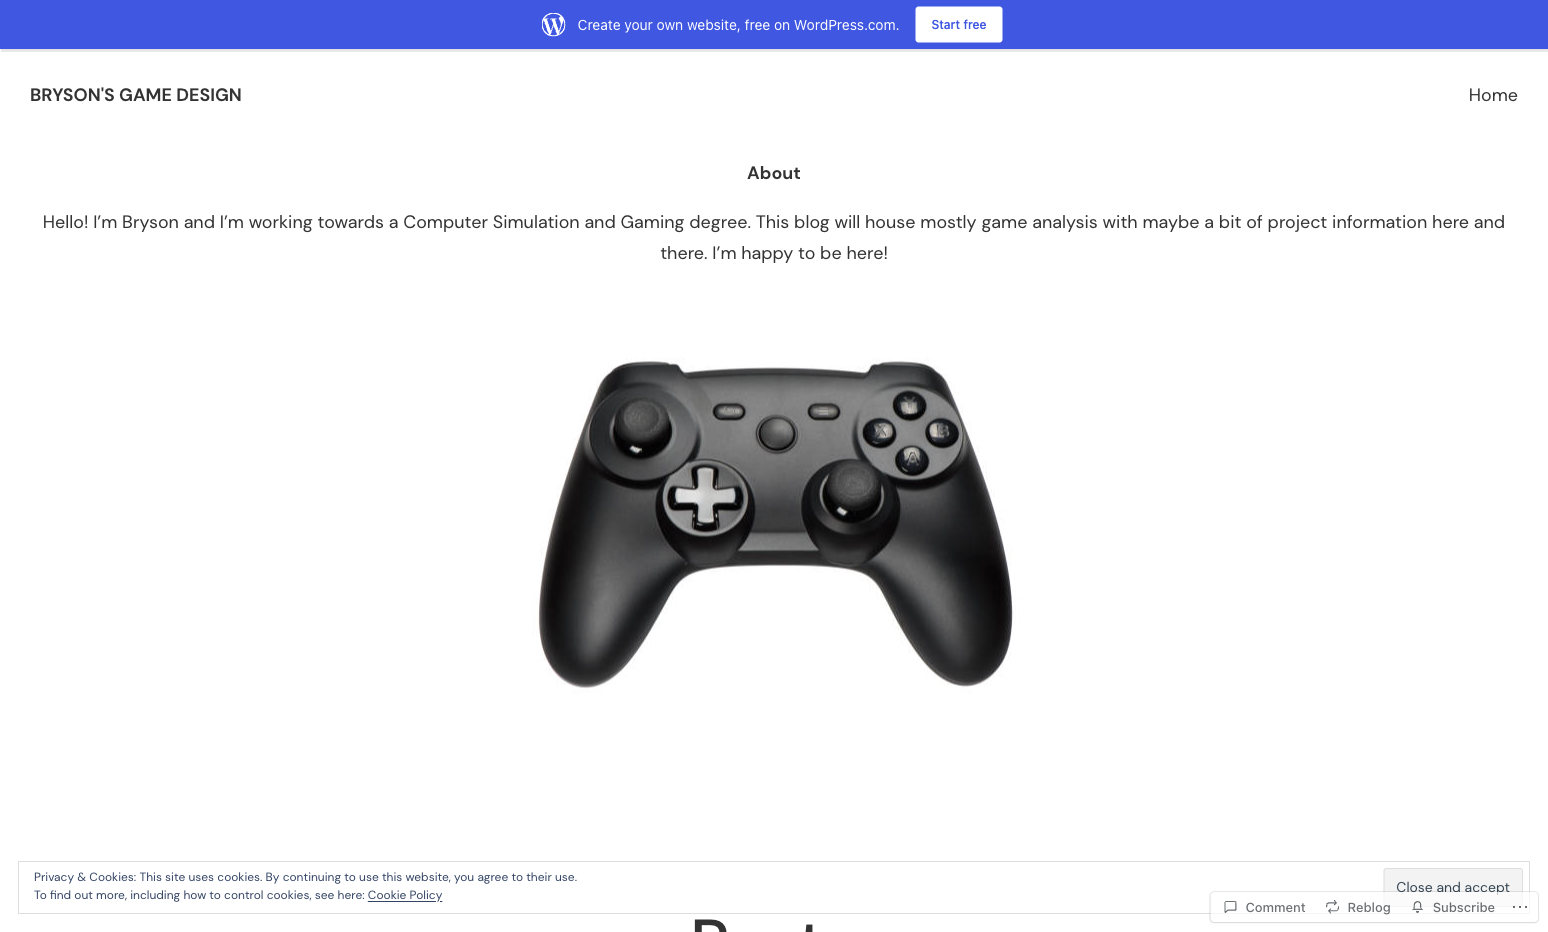 Create your own website, free on WordPress.com.
Start free
BRYSON'S GAME DESIGN
Home
About
Hello! I’m Bryson and I’m working towards a Computer Simulation and Gaming degree. This blog will house mostly game analysis with maybe a bit of project information here and
there. I’m happy to be here!
Y
X
B
A
Privacy & Cookies: This site uses cookies. By continuing to use this website, you agree to their use.
To find out more, including how to control cookies, see here: Cookie Policy
Close and accept
Comment
Reblog
Subscribe
···